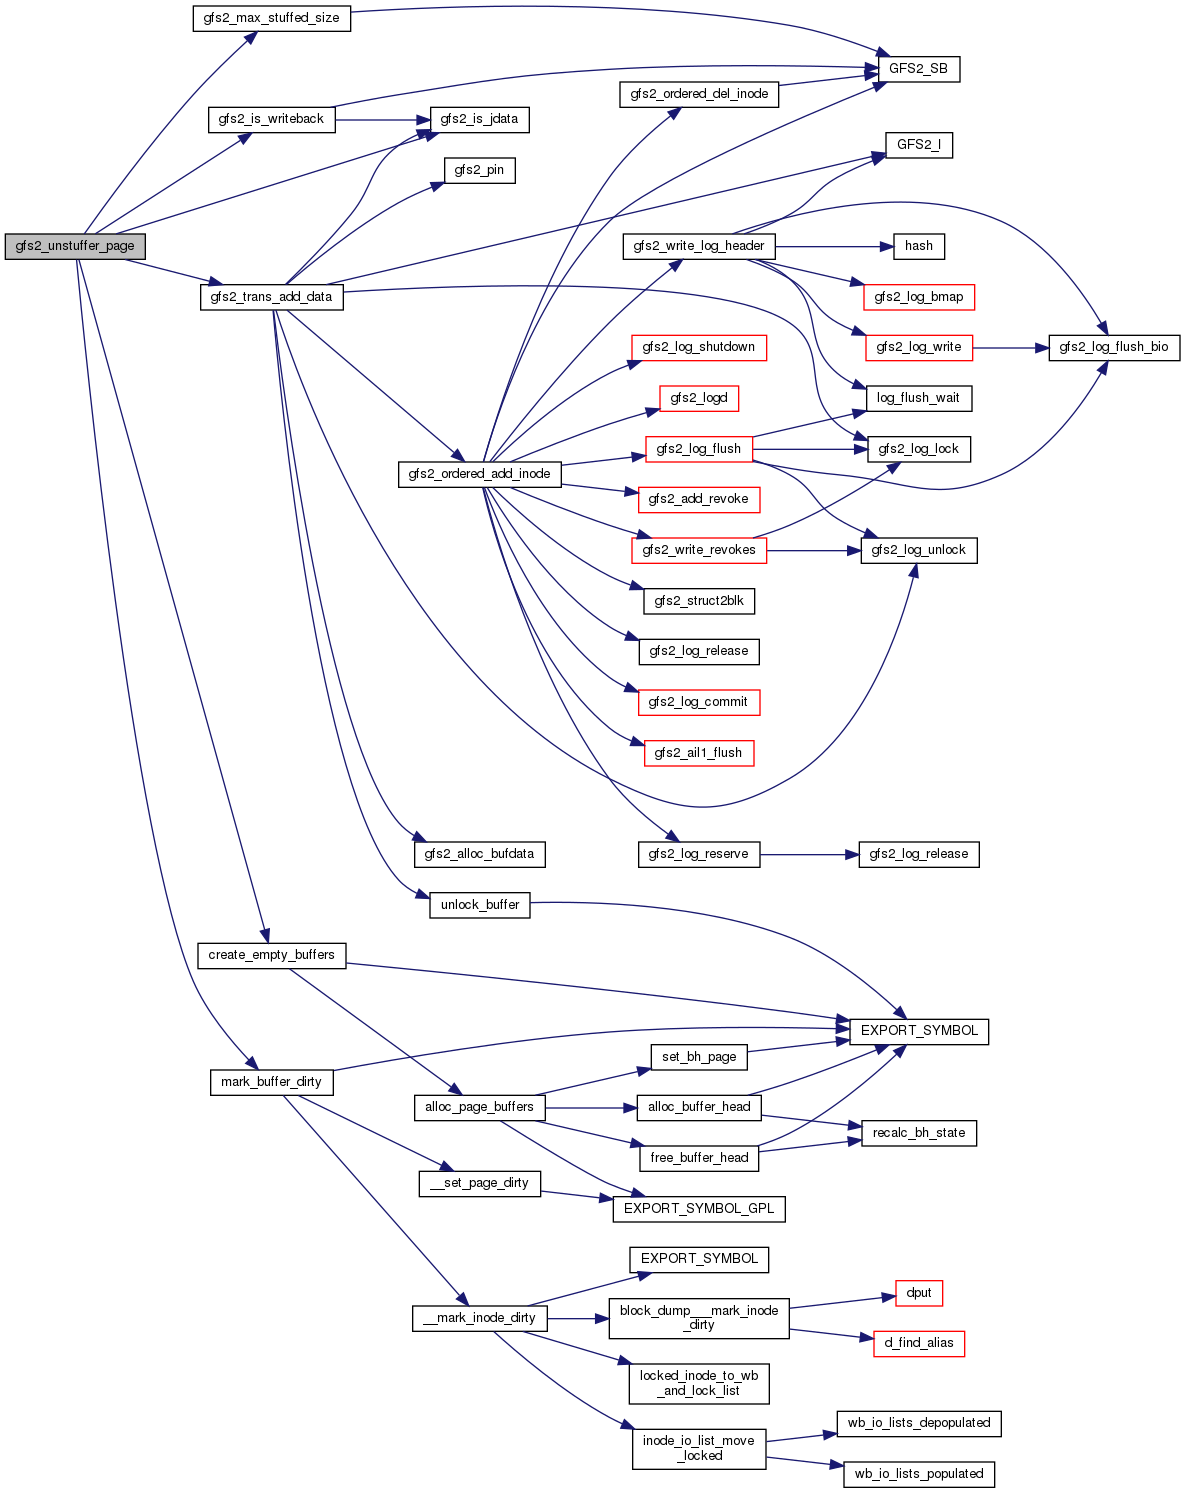 gfs2_max_stuffed_size
GFS2_SB
gfs2_ordered_del_inode
gfs2_is_writeback
gfs2_is_jdata
GFS2_I
gfs2_pin
gfs2_unstuffer_page
gfs2_write_log_header
hash
gfs2_trans_add_data
gfs2_log_bmap
gfs2_log_shutdown
gfs2_log_write
gfs2_log_flush_bio
gfs2_logd
log_flush_wait
gfs2_log_flush
gfs2_log_lock
gfs2_ordered_add_inode
gfs2_add_revoke
gfs2_write_revokes
gfs2_log_unlock
gfs2_struct2blk
gfs2_log_release
gfs2_log_commit
gfs2_ail1_flush
gfs2_alloc_bufdata
gfs2_log_reserve
gfs2_log_release
unlock_buffer
create_empty_buffers
EXPORT_SYMBOL
set_bh_page
mark_buffer_dirty
alloc_page_buffers
alloc_buffer_head
recalc_bh_state
free_buffer_head
__set_page_dirty
EXPORT_SYMBOL_GPL
EXPORT_SYMBOL
dput
__mark_inode_dirty
block_dump___mark_inode
_dirty
d_find_alias
locked_inode_to_wb
_and_lock_list
wb_io_lists_depopulated
inode_io_list_move
_locked
wb_io_lists_populated